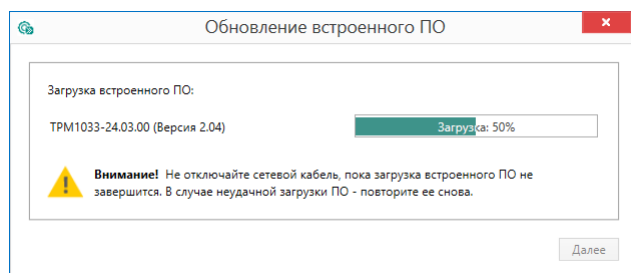 Обновление встроенного ПО
Загрузка встроенного ПО:
ТРМ1033-24.03.00 (Версия 2.04)
Загрузка: 50%
Внимание! Не отключайте сетевой кабель, пока загрузка встроенного ПО не
завершится. В случае неудачной загрузки ПО - повторите ее снова.
Далее